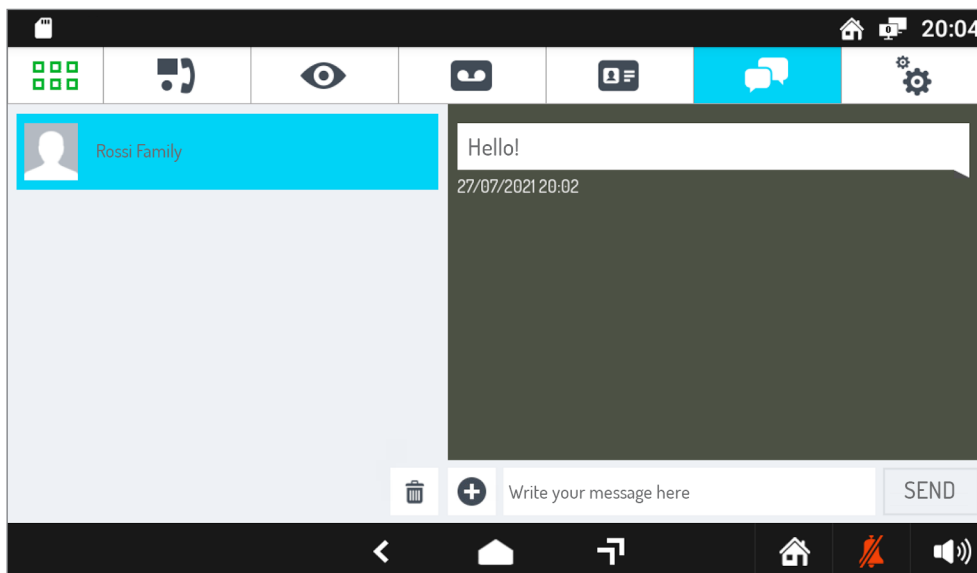 20:04
Rossi Family
Hello!
27/07/2021 20:02
Write your message here
SEND